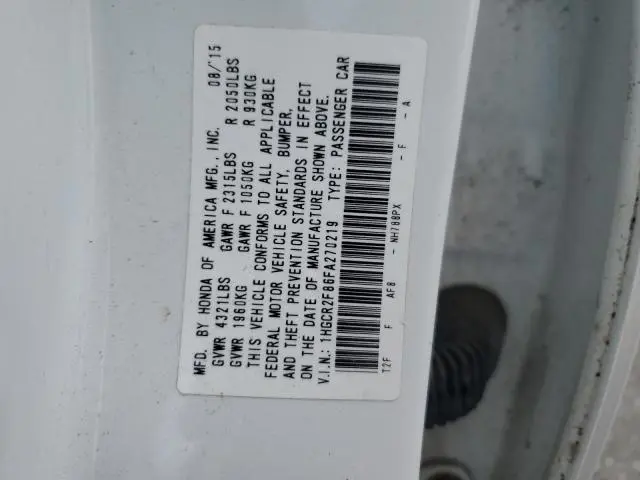 MFD. BY HONDA OF AMERICA MFG., INC. 08/'15
GVWR 4321LBS GAWR F 2315LBS R 2050LBS
GVWR 1960KG GAWR F 1050KG R 930KG
THIS VEHICLE CONFORMS TO ALL APPLICABLE
FEDERAL MOTOR VEHICLE SAFETY, BUMPER,
AND THEFT PREVENTION STANDARDS IN EFFECT
ON THE DATE OF MANUFACTURE SHOWN ABOVE.
V.I.N.: 1HGCR2F86FA270219 TYPE: PASSENGER CAR
T2F F AF8 - NH788PX - F - A